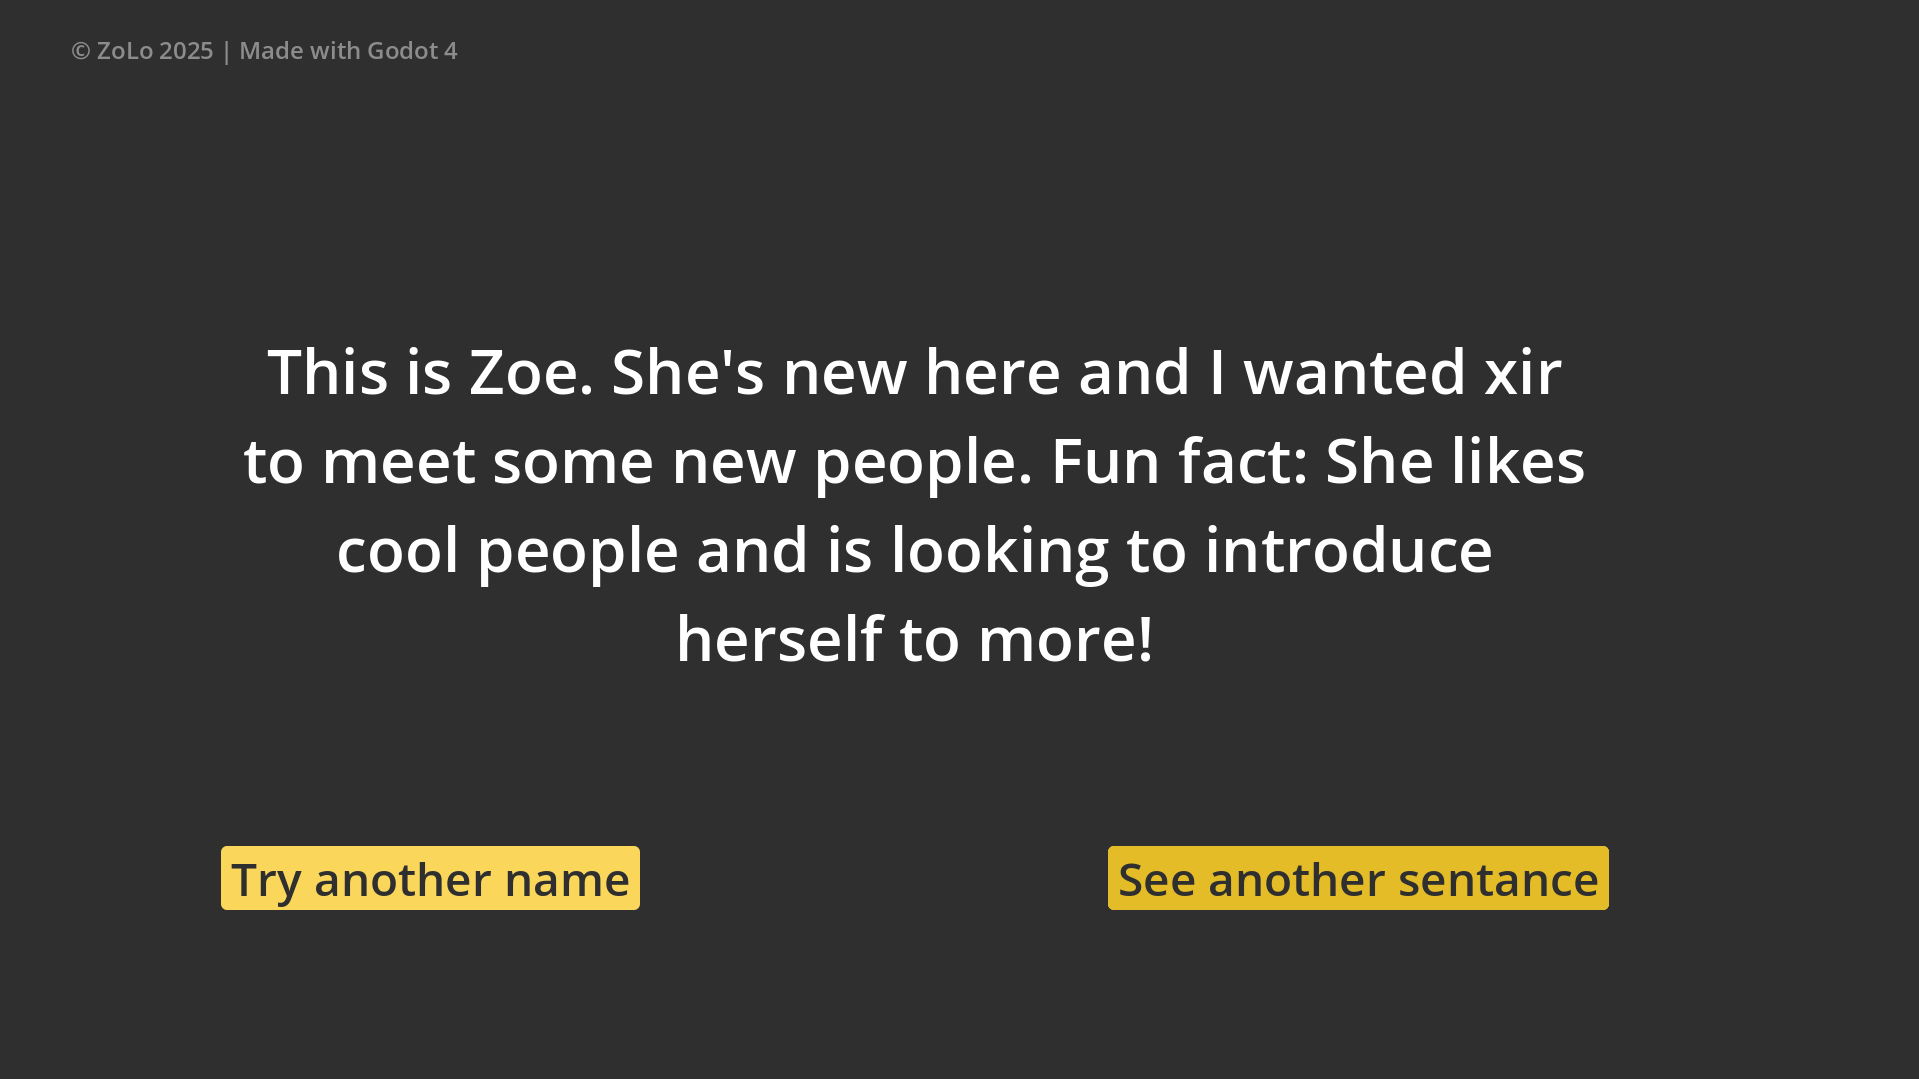 © ZoLo 2025 | Made with Godot 4
This is Zoe. She's new here and I wanted xir
to meet some new people. Fun fact: She likes
cool people and is looking to introduce
herself to more!
Try another name
See another sentance